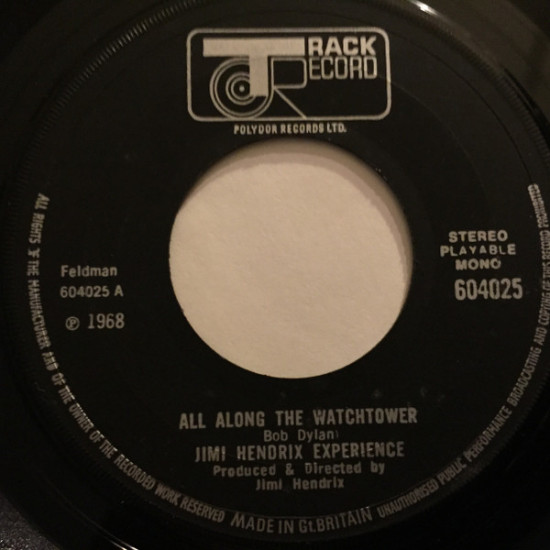 TRACK
RECORD
POLYDOR RECORDS LTD.
Feldman
604025 A
℗ 1968
STEREO
PLAYABLE
MONO
604025
ALL ALONG THE WATCHTOWER
Bob Dylan
JIMI HENDRIX EXPERIENCE
Produced & Directed by
Jimi Hendrix
ALL RIGHTS OF THE MANUFACTURER AND OF THE OWNER OF THE RECORDED WORK RESERVED
MADE IN GT. BRITAIN
UNAUTHORISED PUBLIC PERFORMANCE BROADCASTING AND COPYING OF THIS RECORD PROHIBITED